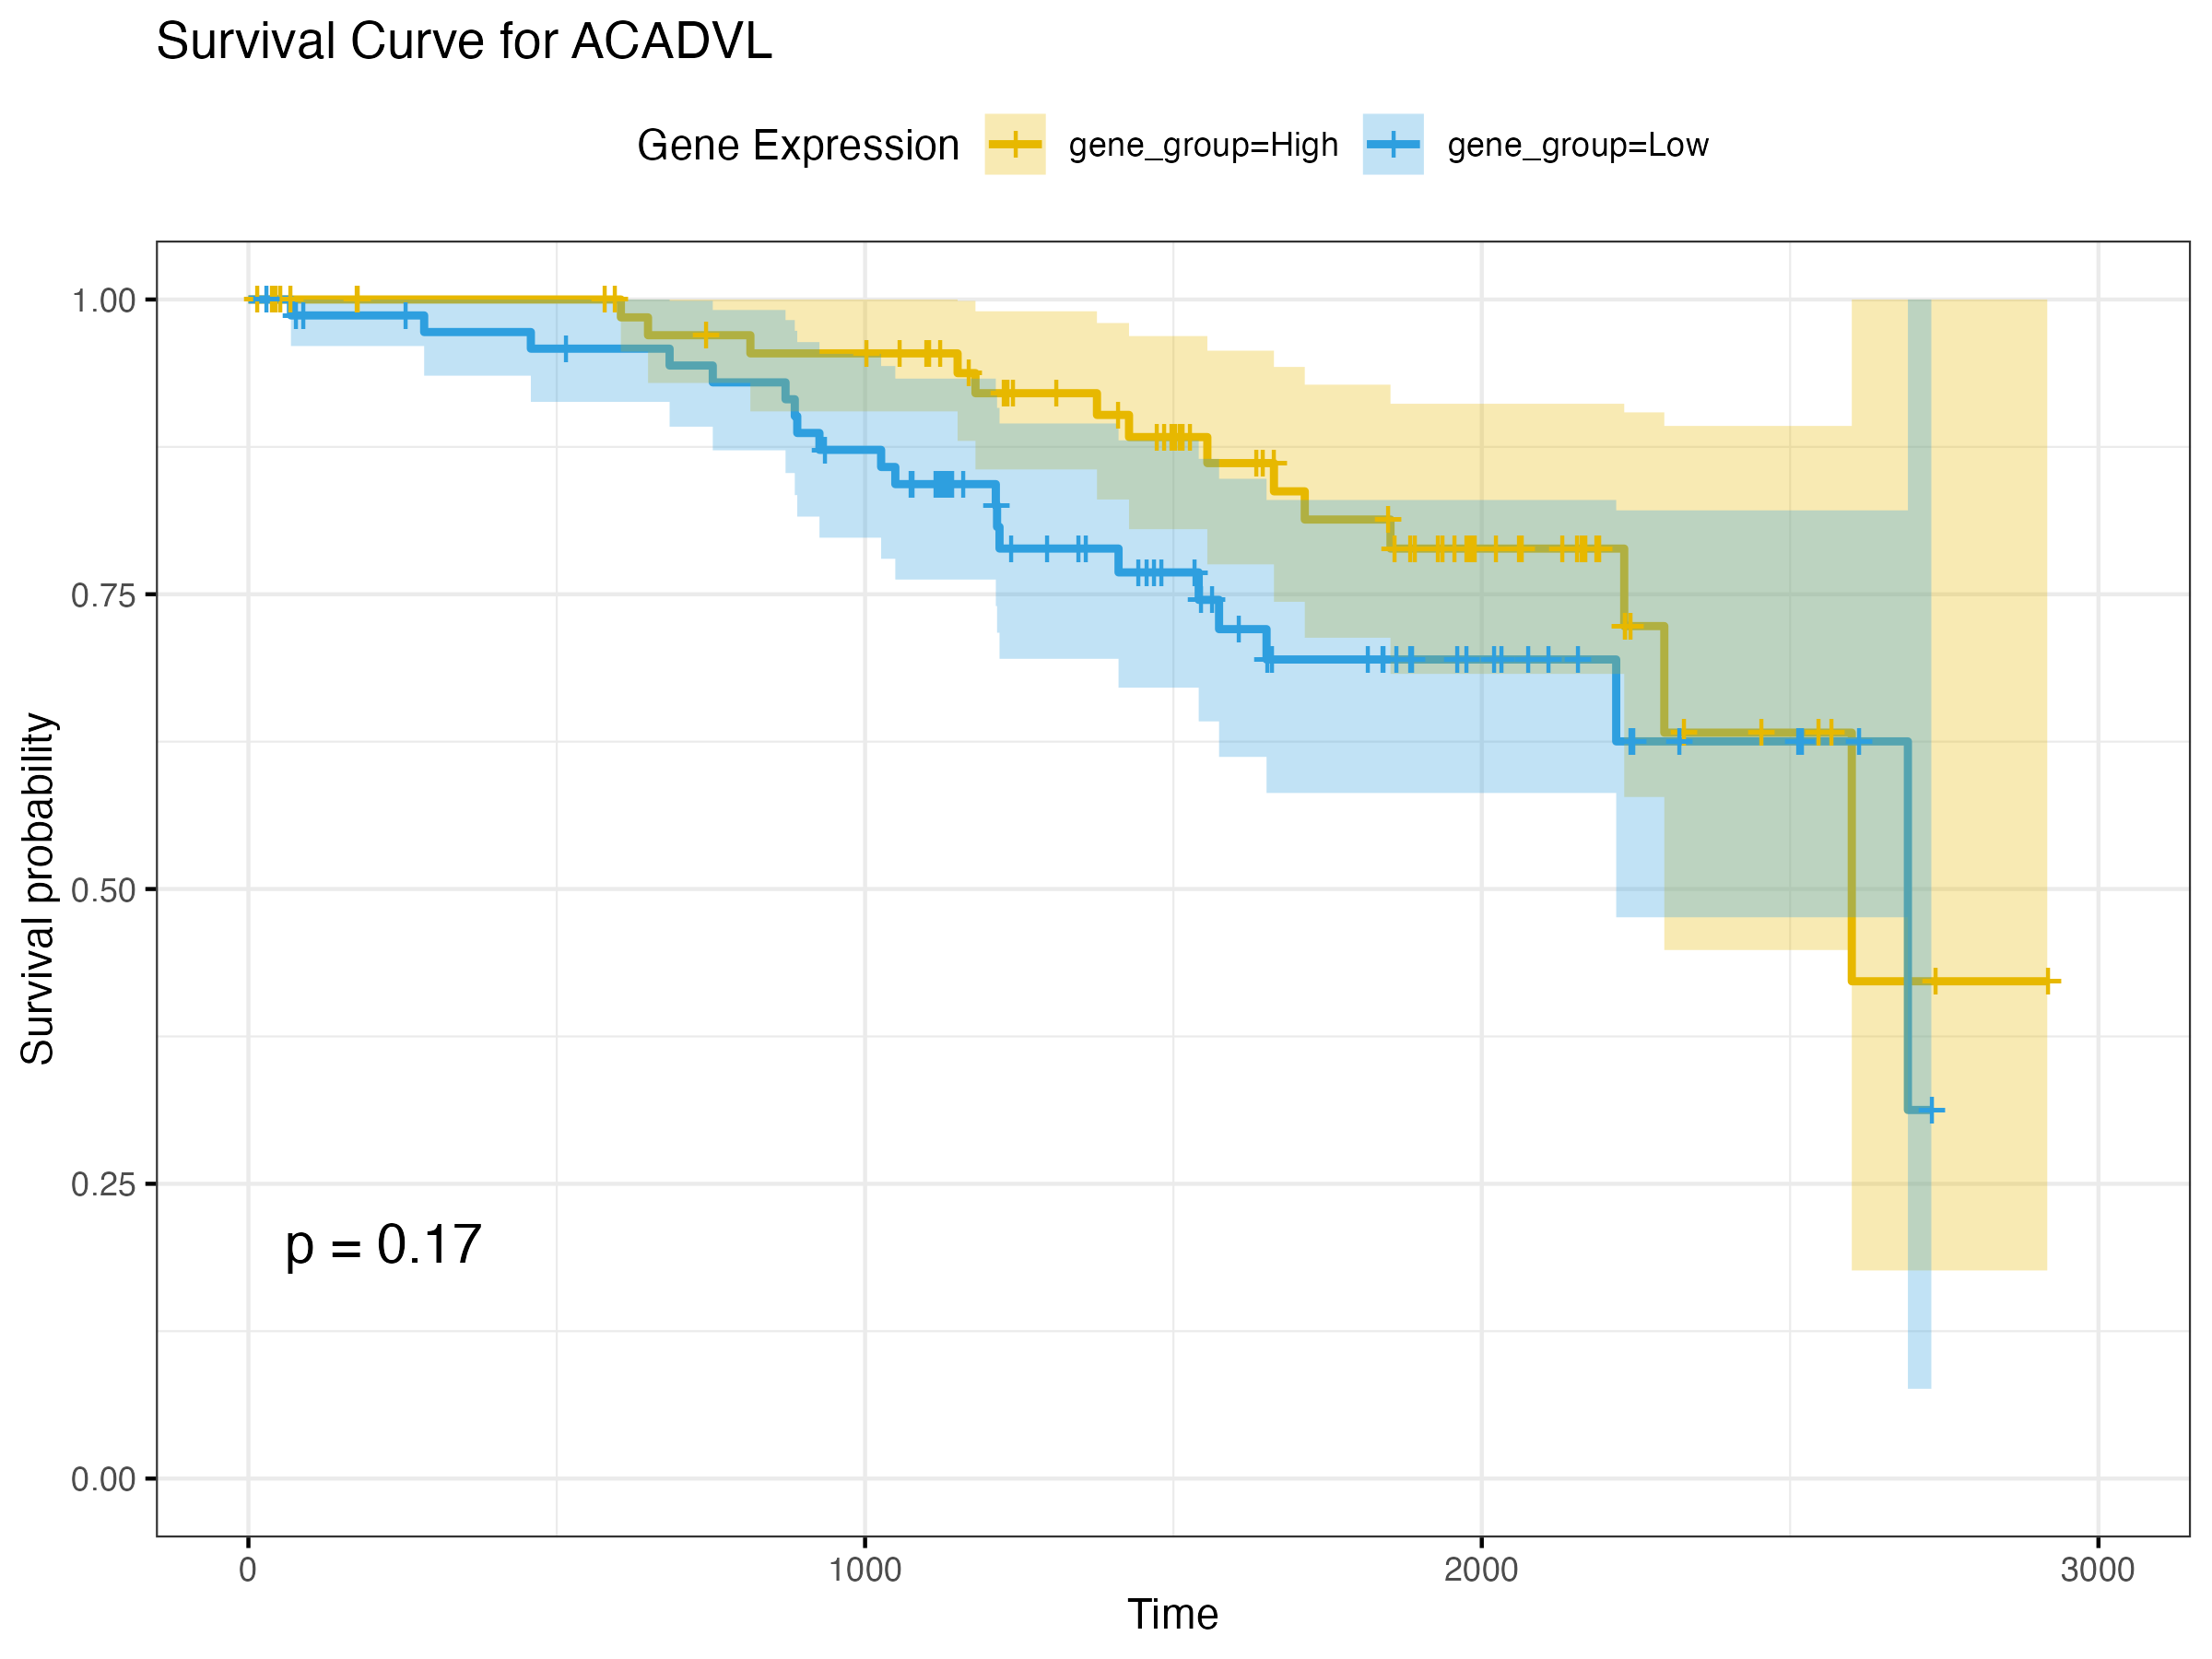 Survival Curve for ACADVL
Gene Expression gene_group=High gene_group=Low
1.00
0.75
0.50
0.25
0.00
Survival probability
p = 0.17
0 1000 2000 3000
Time